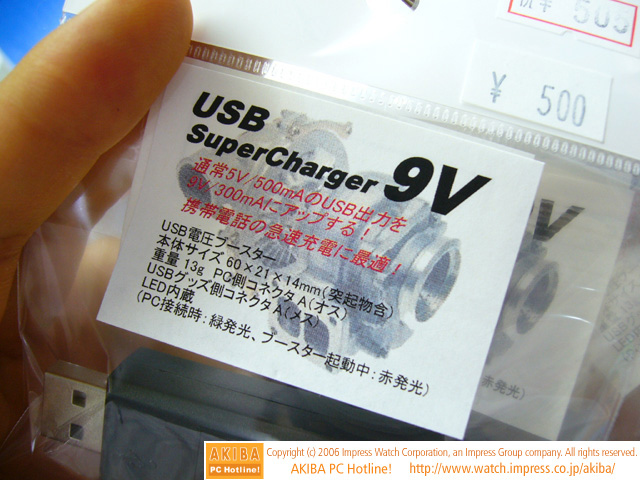 税¥ 505
¥ 500
USB
SuperCharger 9V
通常5V/500mAのUSB出力を
9V/300mAにアップする!
携帯電話の急速充電に最適!
USB電圧ブースター
本体サイズ 60×21×14mm(突起物含)
重量 13g PC側コネクタA(オス)
USBグッズ側コネクタA(メス)
LED内蔵
(PC接続時:緑発光、ブースター起動中:赤発光)
V
赤発光)
AKIBA
PC Hotline!
Copyright (c) 2006 Impress Watch Corporation, an Impress Group company. All rights reserved.
AKIBA PC Hotline! http://www.watch.impress.co.jp/akiba/